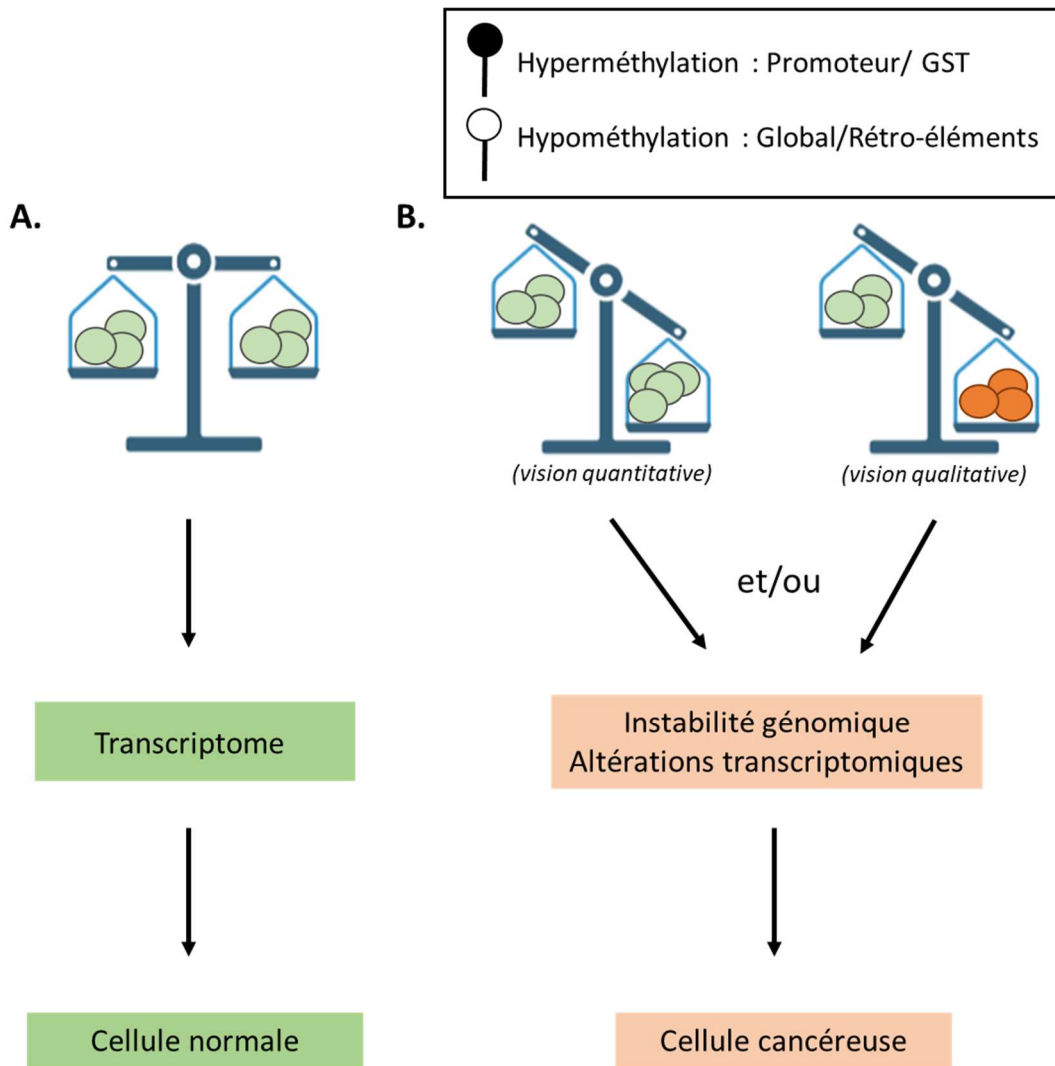 Hyperméthylation : Promoteur/ GST
Hypométhylation : Global/Rétro-éléments
A.
B.
(vision quantitative)
(vision qualitative)
et/ou
Transcriptome
Instabilité génomique
Altérations transcriptomiques
Cellule normale
Cellule cancéreuse